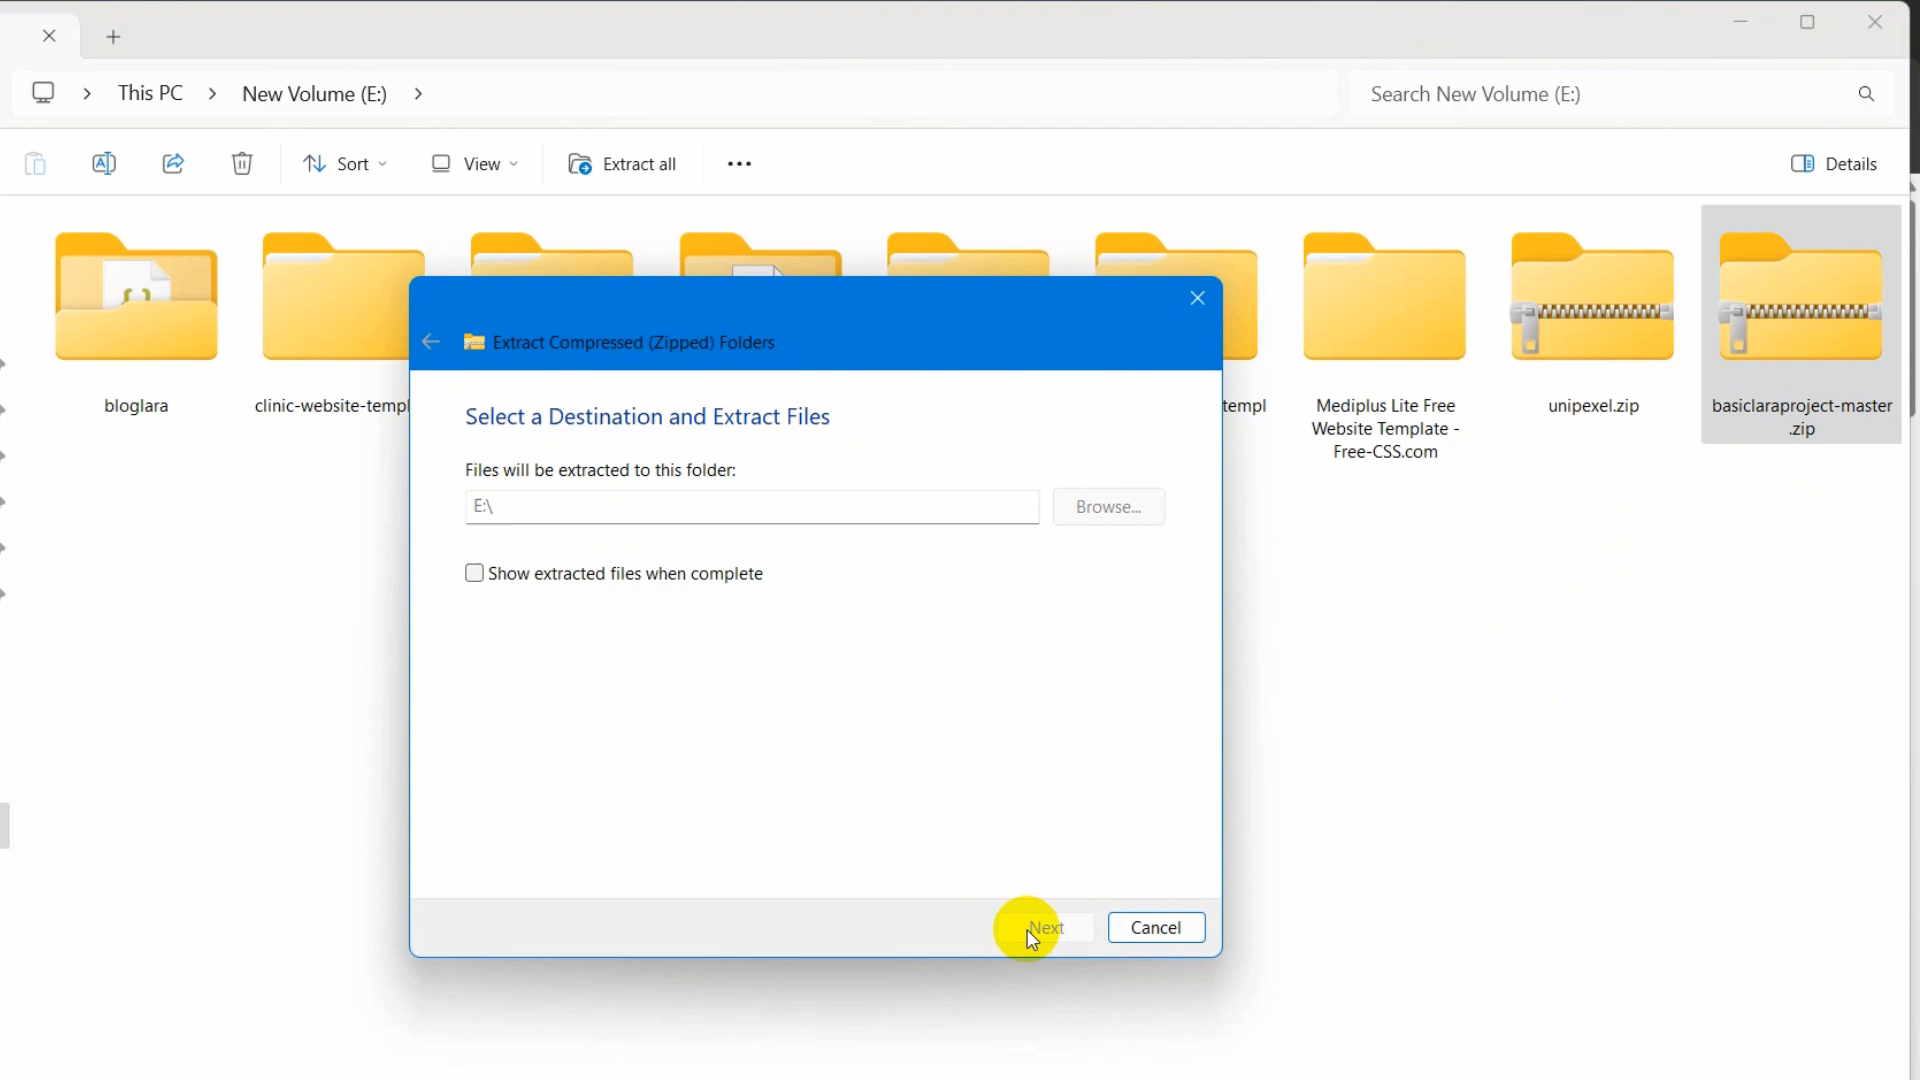 This PC
New Volume (E:)
Search New Volume (E:)
Sort
View
Extract all
Details
bloglara
clinic-website-templ
templ
Mediplus Lite Free
Website Template -
Free-CSS.com
unipexel.zip
basiclaraproject-master
.zip
Extract Compressed (Zipped) Folders
Select a Destination and Extract Files
Files will be extracted to this folder:
E:\
Browse...
Show extracted files when complete
Next
Cancel